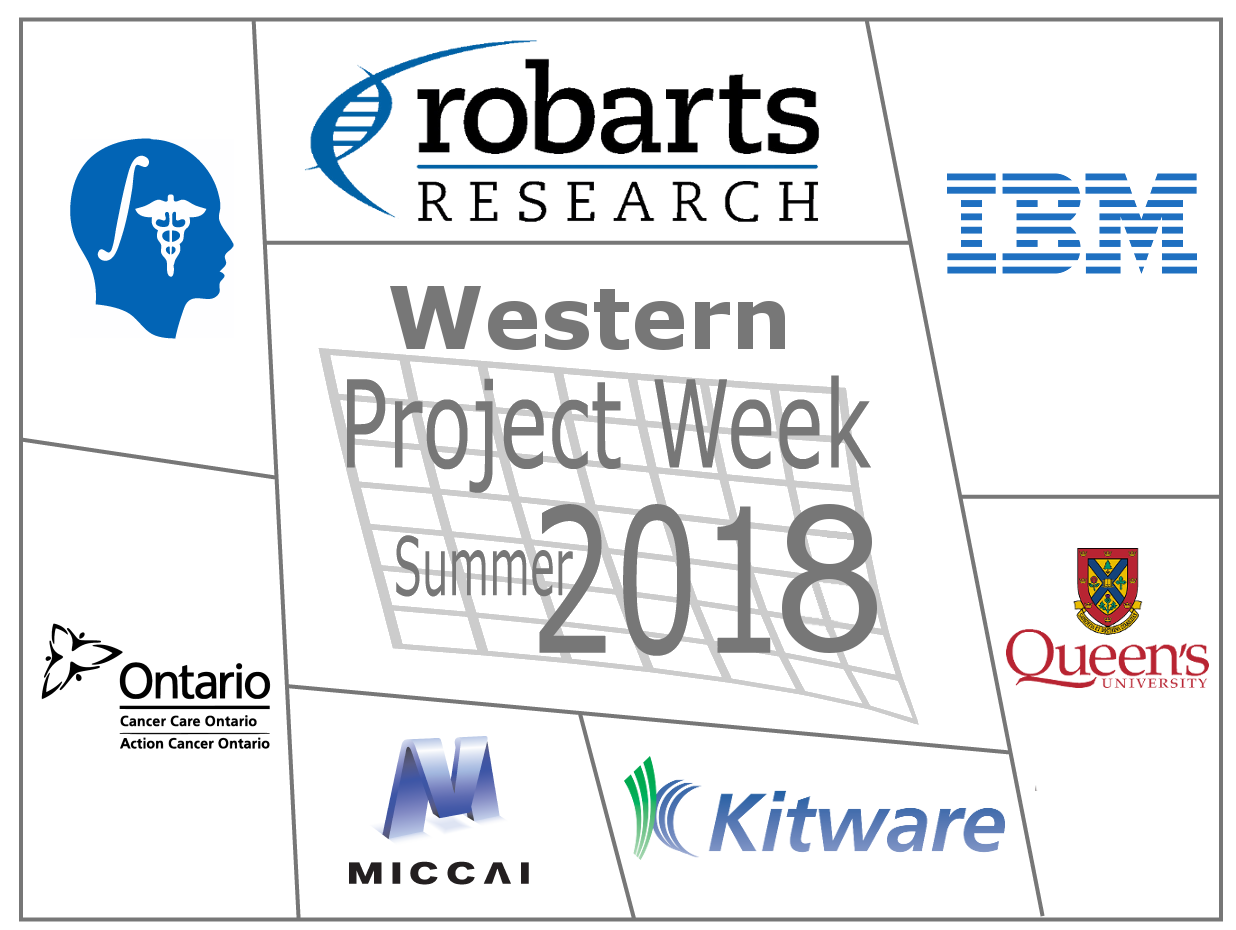 robarts
RESEARCH
IBM
Western
Project Week
Summer 2018
Queen's
UNIVERSITY
Ontario
Cancer Care Ontario
Action Cancer Ontario
MICCAI
Kitware